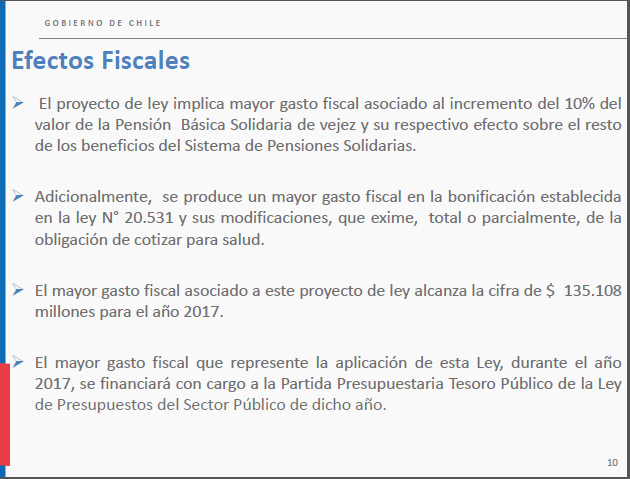 GOBIERNO DE CHILE
Efectos Fiscales
El proyecto de ley implica mayor gasto fiscal asociado al incremento del 10% del
valor de la Pensión Básica Solidaria de vejez y su respectivo efecto sobre el resto
de los beneficios del Sistema de Pensiones Solidarias.
Adicionalmente, se produce un mayor gasto fiscal en la bonificación establecida
en la ley N° 20.531 y sus modificaciones, que exime, total o parcialmente, de la
obligación de cotizar para salud.
El mayor gasto fiscal asociado a este proyecto de ley alcanza la cifra de $ 135.108
millones para el año 2017.
El mayor gasto fiscal que represente la aplicación de esta Ley, durante el año
2017, se financiará con cargo a la Partida Presupuestaria Tesoro Público de la Ley
de Presupuestos del Sector Público de dicho año.
10